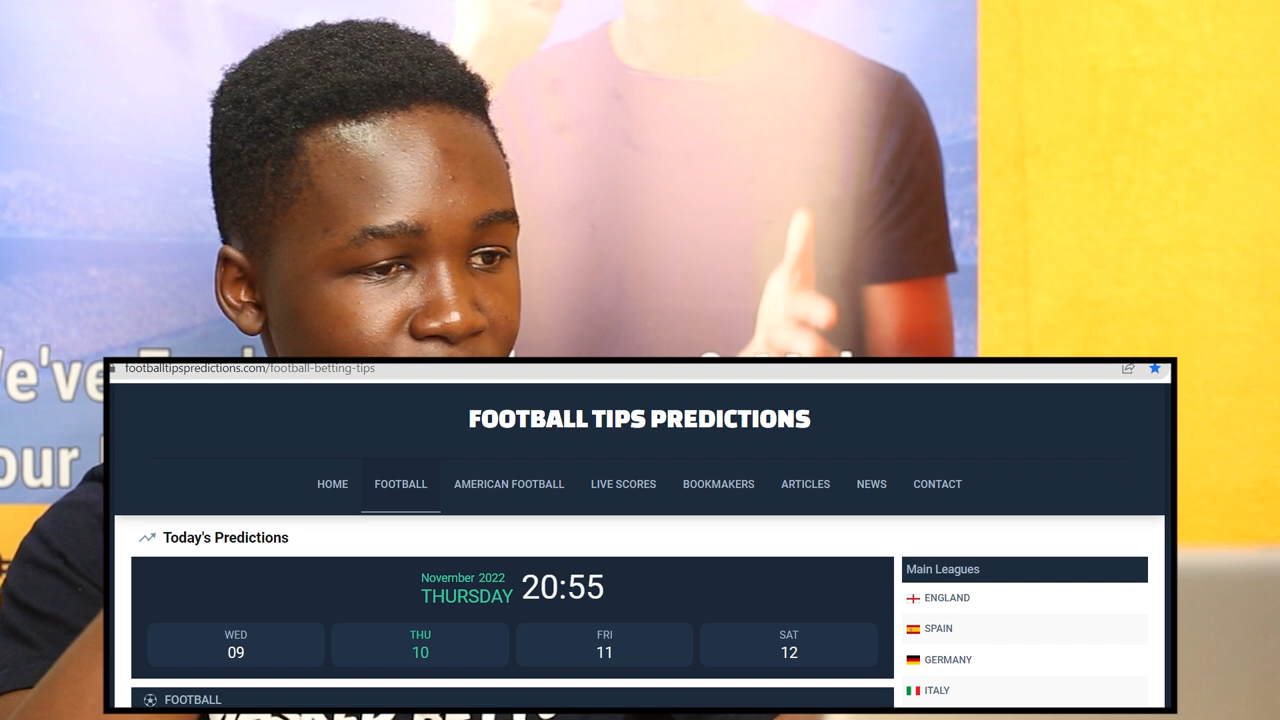 footballtipspredictions.com/football-betting-tips
FOOTBALL TIPS PREDICTIONS
HOME FOOTBALL AMERICAN FOOTBALL LIVE SCORES BOOKMAKERS ARTICLES NEWS CONTACT
Today's Predictions
November 2022
THURSDAY 20:55
WED THU FRI SAT
09 10 11 12
FOOTBALL
Main Leagues
ENGLAND
SPAIN
GERMANY
ITALY
our